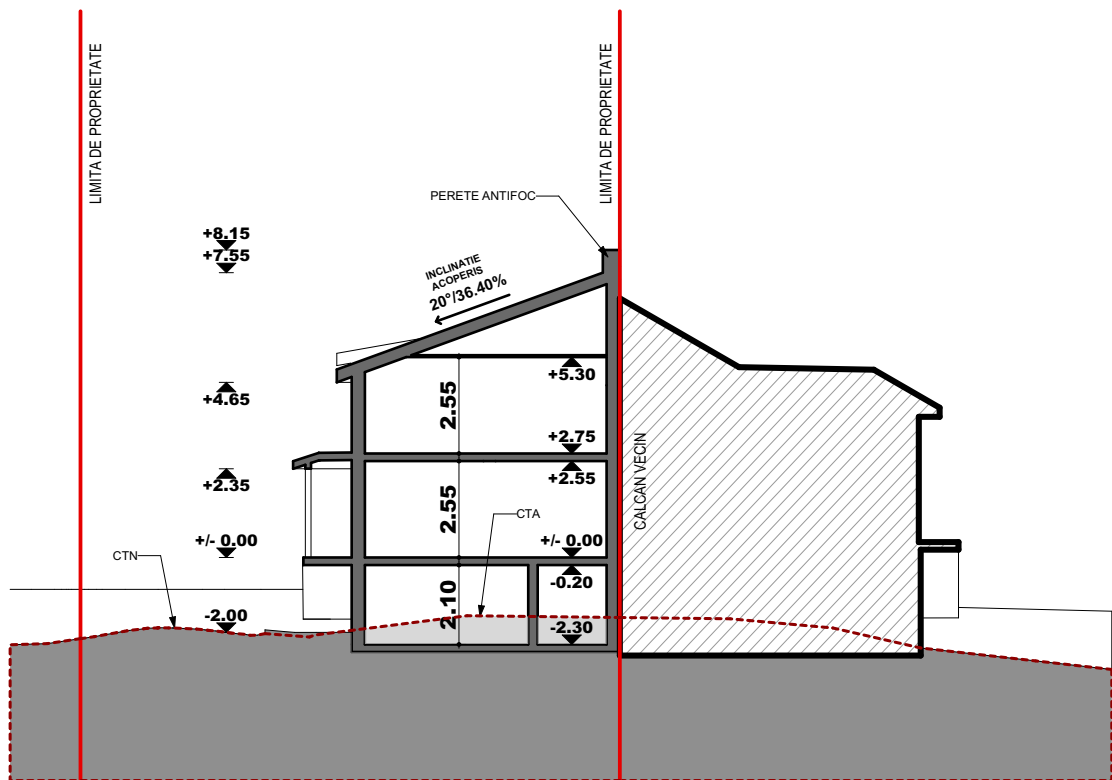 LIMITA DE PROPRIETATE
LIMITA DE PROPRIETATE
PERETE ANTIFOC
+8.15
+7.55
INCLINATIE
ACOPERIS
20°/36.40%
+5.30
+4.65
2.55
+2.75
+2.55
+2.35
CALCAN VECIN
2.55
CTA
+/- 0.00
+/- 0.00
CTN
-0.20
2.10
-2.00
-2.30